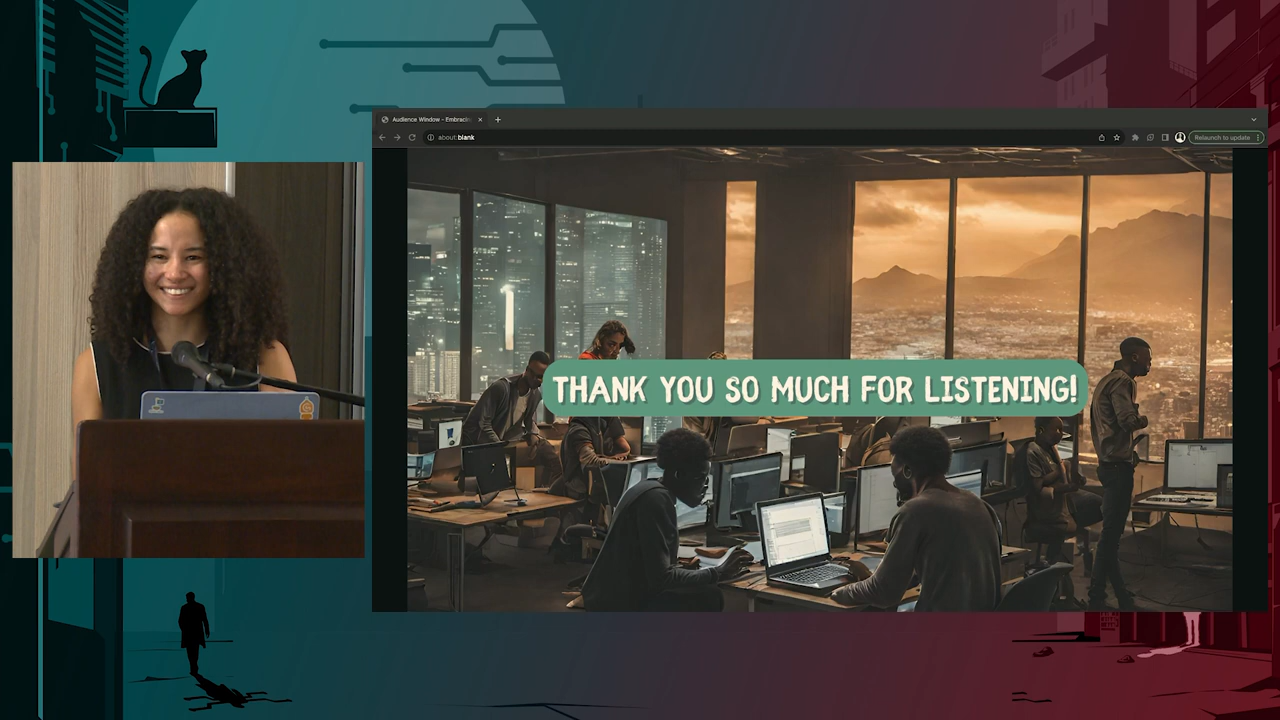 Audience Window - Embracin
about:blank
Relaunch to update
THANK YOU SO MUCH FOR LISTENING!